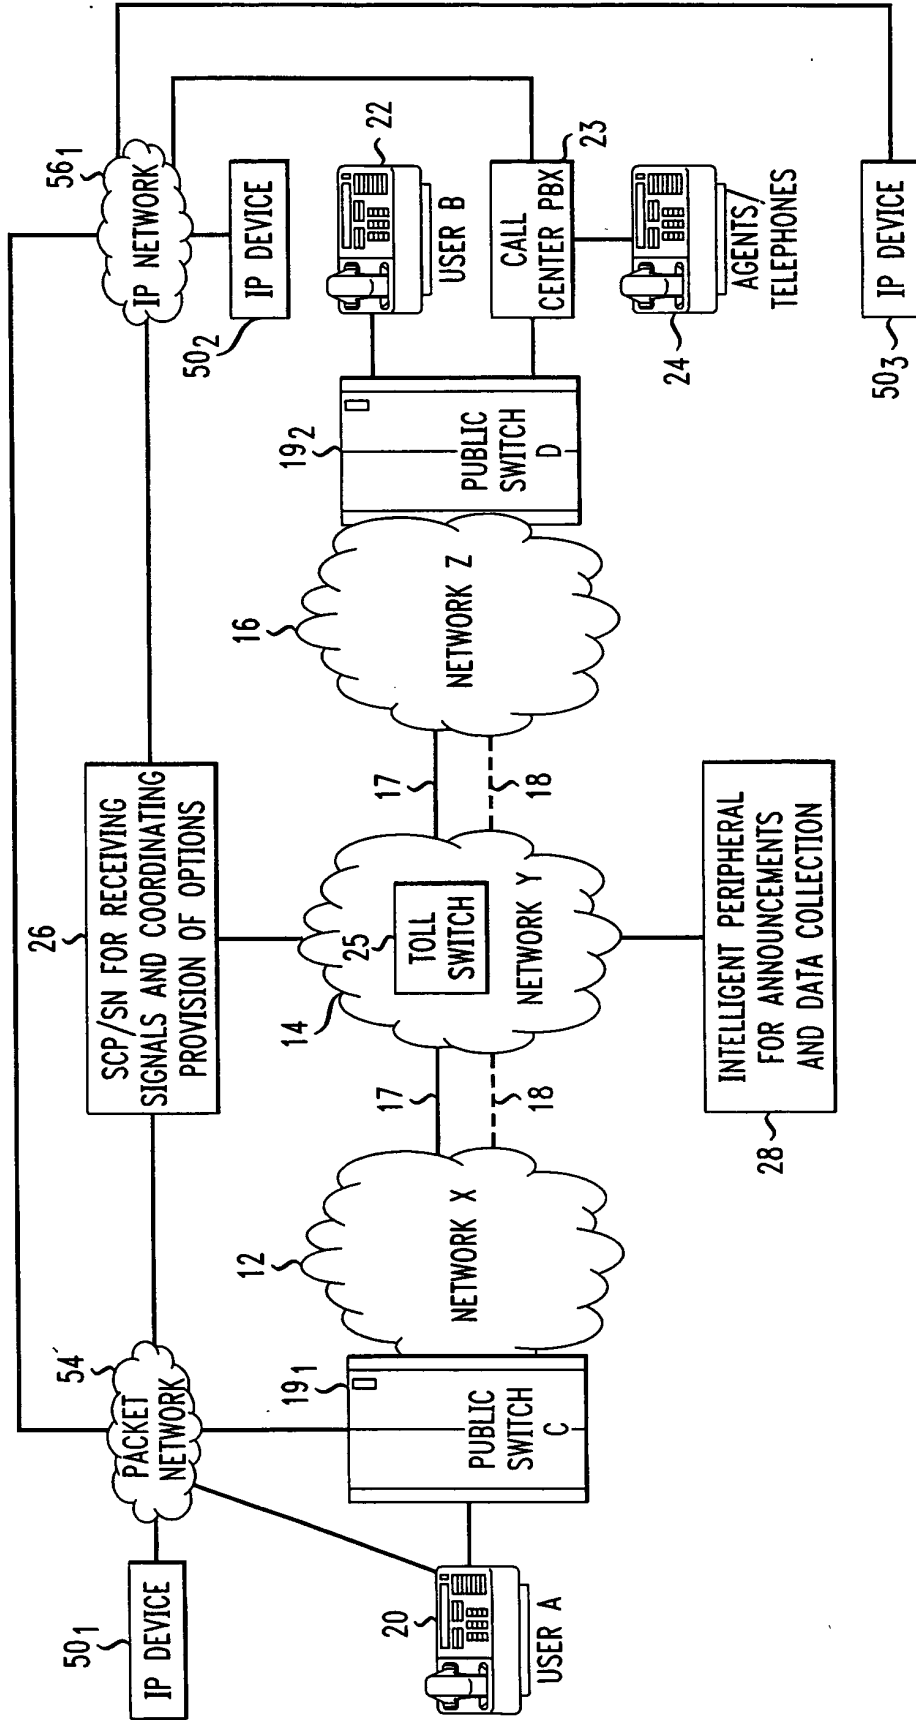 50₁
IP DEVICE
54
PACKET
NETWORK
26
SCP/SN FOR RECEIVING
SIGNALS AND COORDINATING
PROVISION OF OPTIONS
56₁
IP NETWORK
50₂
IP DEVICE
20
USER A
19₁
PUBLIC
SWITCH
C
12
NETWORK X
17
18
14
25
TOLL
SWITCH
NETWORK Y
17
18
16
NETWORK Z
19₂
PUBLIC
SWITCH
D
22
USER B
23
CALL
CENTER PBX
24
AGENTS/
TELEPHONES
28
INTELLIGENT PERIPHERAL
FOR ANNOUNCEMENTS
AND DATA COLLECTION
50₃
IP DEVICE